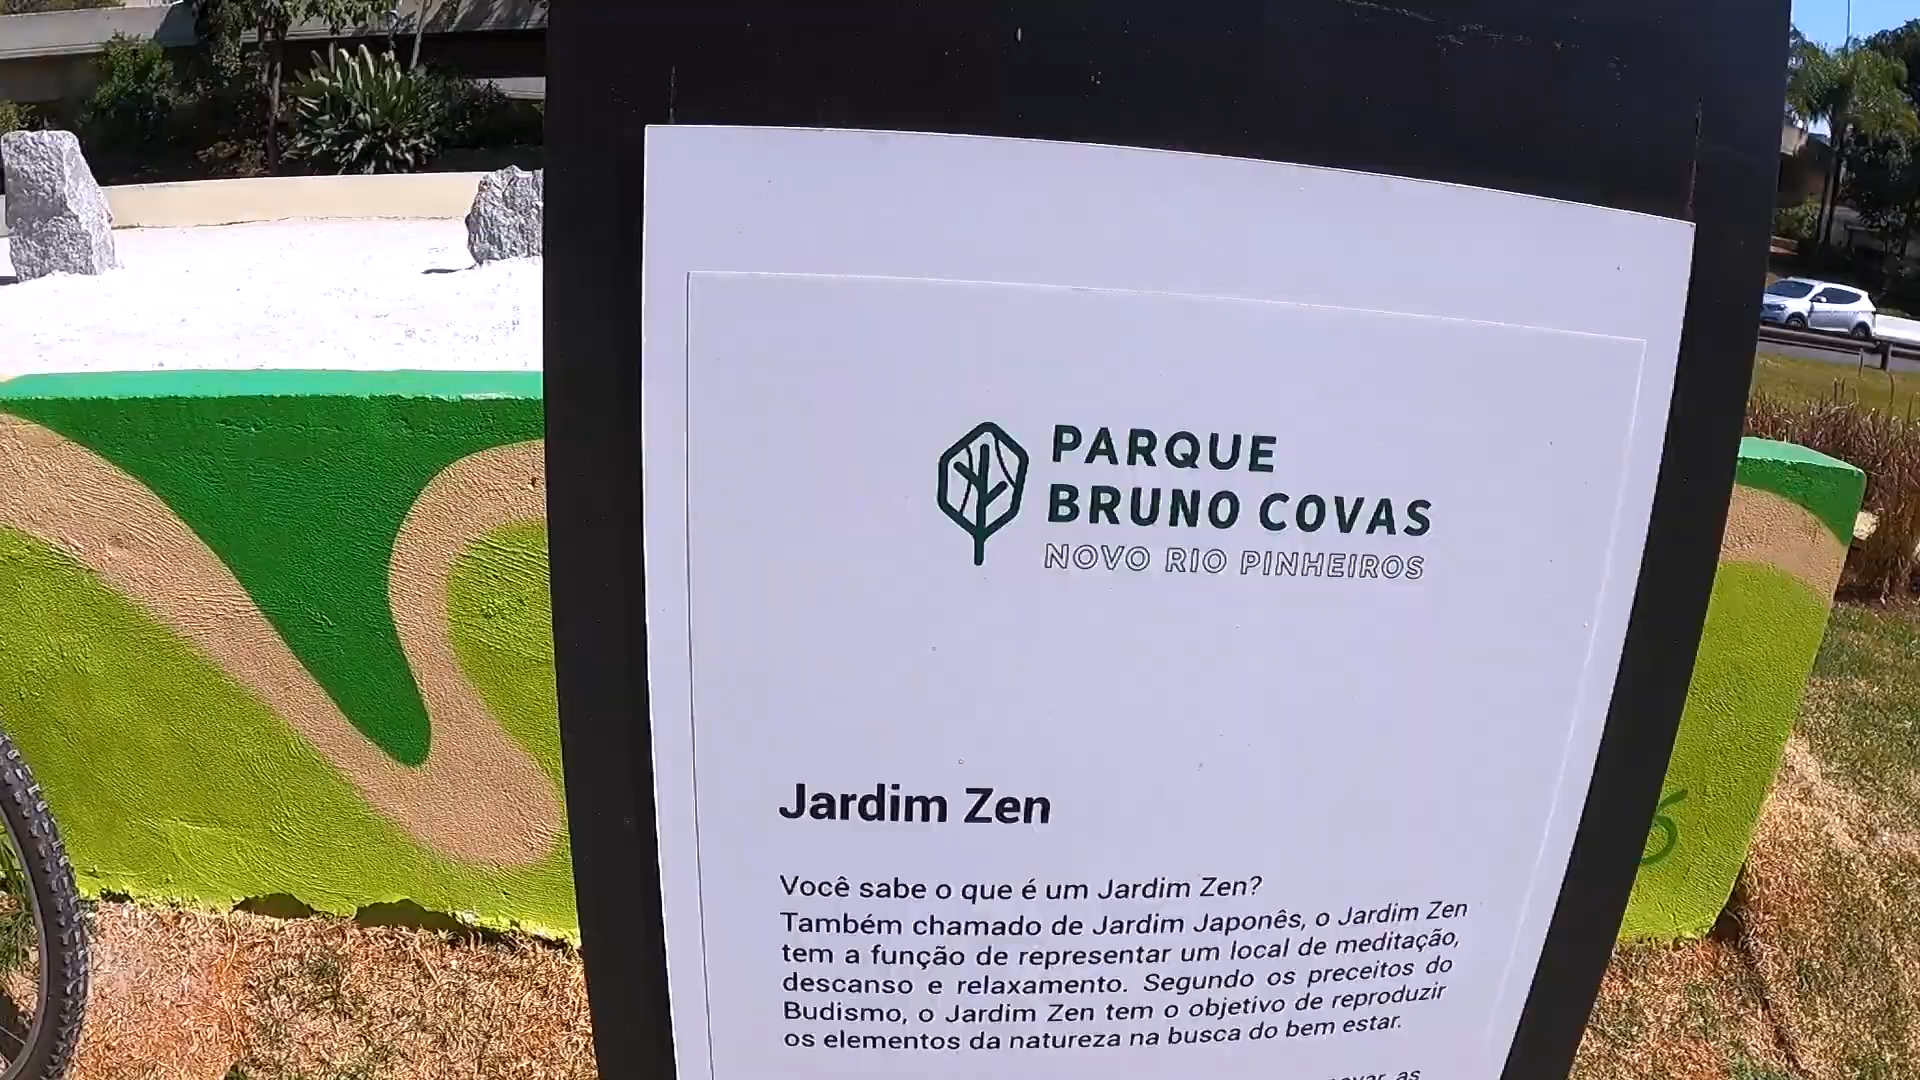 PARQUE
BRUNO COVAS
NOVO RIO PINHEIROS
Jardim Zen
Você sabe o que é um Jardim Zen?
Também chamado de Jardim Japonês, o Jardim Zen
tem a função de representar um local de meditação,
descanso e relaxamento. Segundo os preceitos do
Budismo, o Jardim Zen tem o objetivo de reproduzir
os elementos da natureza na busca do bem estar.
as